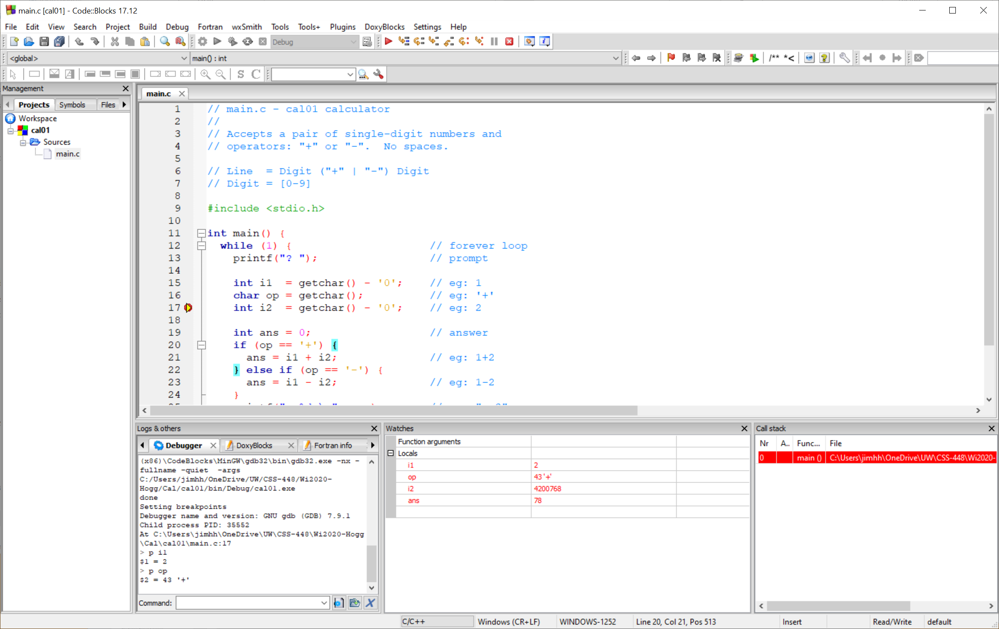 main.c [cal01] - Code::Blocks 17.12
File Edit View Search Project Build Debug Fortran wxSmith Tools Tools+ Plugins DoxyBlocks Settings Help
Debug
<global> main() : int /** *<
S C
Management
Projects Symbols Files
Workspace
cal01
Sources
main.c
main.c
1 // main.c - cal01 calculator
2 //
3 // Accepts a pair of single-digit numbers and
4 // operators: "+" or "-".  No spaces.
5
6 // Line  = Digit ("+" | "-") Digit
7 // Digit = [0-9]
8
9 #include <stdio.h>
10
11 int main() {
12   while (1) {                      // forever loop
13     printf("? ");                  // prompt
14
15     int i1  = getchar() - '0';     // eg: 1
16     char op = getchar();           // eg: '+'
17     int i2  = getchar() - '0';     // eg: 2
18
19     int ans = 0;                   // answer
20     if (op == '+') {
21       ans = i1 + i2;               // eg: 1+2
22     } else if (op == '-') {
23       ans = i1 - i2;               // eg: 1-2
24     }
Logs & others
Debugger DoxyBlocks Fortran info
(x86)\CodeBlocks\MinGW\gdb32\bin\gdb32.exe -nx -
fullname -quiet  -args
C:/Users/jimhh/OneDrive/UW/CSS-448/Wi2020-
Hogg/Cal/cal01/bin/Debug/cal01.exe
done
Setting breakpoints
Debugger name and version: GNU gdb (GDB) 7.9.1
Child process PID: 35552
At C:\Users\jimhh\OneDrive\UW\CSS-448\Wi2020-Hogg
\Cal\cal01\main.c:17
> p i1
$1 = 2
> p op
$2 = 43 '+'
Command:
Watches
Function arguments
Locals
i1 2
op 43 '+'
i2 4200768
ans 78
Call stack
Nr A.. Func... File
0 main () C:\Users\jimhh\OneDrive\UW\CSS-448\Wi2020-
C/C++ Windows (CR+LF) WINDOWS-1252 Line 20, Col 21, Pos 513 Insert Read/Write default